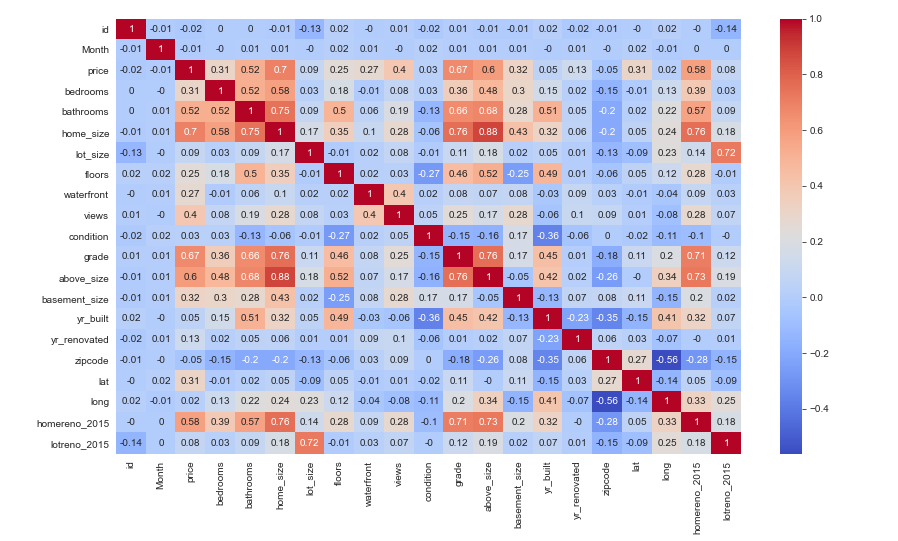 id 1 -0.01 -0.02 0 0 -0.01 -0.13 0.02 -0 0.01 -0.02 0.01 -0.01 -0.01 0.02 -0.02 -0.01 -0 0.02 -0 -0.14
Month -0.01 1 -0.01 -0 0.01 0.01 -0 0.02 0.01 -0 0.02 0.01 0.01 0.01 -0 0.01 -0 0.02 -0.01 0 0
price -0.02 -0.01 1 0.31 0.52 0.7 0.09 0.25 0.27 0.4 0.03 0.67 0.6 0.32 0.05 0.13 -0.05 0.31 0.02 0.58 0.08
bedrooms 0 -0 0.31 1 0.52 0.58 0.03 0.18 -0.01 0.08 0.03 0.36 0.48 0.3 0.15 0.02 -0.15 -0.01 0.13 0.39 0.03
bathrooms 0 0.01 0.52 0.52 1 0.75 0.09 0.5 0.06 0.19 -0.13 0.66 0.68 0.28 0.51 0.05 -0.2 0.02 0.22 0.57 0.09
home_size -0.01 0.01 0.7 0.58 0.75 1 0.17 0.35 0.1 0.28 -0.06 0.76 0.88 0.43 0.32 0.06 -0.2 0.05 0.24 0.76 0.18
lot_size -0.13 -0 0.09 0.03 0.09 0.17 1 -0.01 0.02 0.08 -0.01 0.11 0.18 0.02 0.05 0.01 -0.13 -0.09 0.23 0.14 0.72
floors 0.02 0.02 0.25 0.18 0.5 0.35 -0.01 1 0.02 0.03 -0.27 0.46 0.52 -0.25 0.49 0.01 -0.06 0.05 0.12 0.28 -0.01
waterfront -0 0.01 0.27 -0.01 0.06 0.1 0.02 0.02 1 0.4 0.02 0.08 0.07 0.08 -0.03 0.09 0.03 -0.01 -0.04 0.09 0.03
views 0.01 -0 0.4 0.08 0.19 0.28 0.08 0.03 0.4 1 0.05 0.25 0.17 0.28 -0.06 0.1 0.09 0.01 -0.08 0.28 0.07
condition -0.02 0.02 0.03 0.03 -0.13 -0.06 -0.01 -0.27 0.02 0.05 1 -0.15 -0.16 0.17 -0.36 -0.06 0 -0.02 -0.11 -0.1 -0
grade 0.01 0.01 0.67 0.36 0.66 0.76 0.11 0.46 0.08 0.25 -0.15 1 0.76 0.17 0.45 0.01 -0.18 0.11 0.2 0.71 0.12
above_size -0.01 0.01 0.6 0.48 0.68 0.88 0.18 0.52 0.07 0.17 -0.16 0.76 1 -0.05 0.42 0.02 -0.26 -0 0.34 0.73 0.19
basement_size -0.01 0.01 0.32 0.3 0.28 0.43 0.02 -0.25 0.08 0.28 0.17 0.17 -0.05 1 -0.13 0.07 0.08 0.11 -0.15 0.2 0.02
yr_built 0.02 -0 0.05 0.15 0.51 0.32 0.05 0.49 -0.03 -0.06 -0.36 0.45 0.42 -0.13 1 -0.23 -0.35 -0.15 0.41 0.32 0.07
yr_renovated -0.02 0.01 0.13 0.02 0.05 0.06 0.01 0.01 0.09 0.1 -0.06 0.01 0.02 0.07 -0.23 1 0.06 0.03 -0.07 -0 0.01
zipcode -0.01 -0 -0.05 -0.15 -0.2 -0.2 -0.13 -0.06 0.03 0.09 0 -0.18 -0.26 0.08 -0.35 0.06 1 0.27 -0.56 -0.28 -0.15
lat -0 0.02 0.31 -0.01 0.02 0.05 -0.09 0.05 -0.01 0.01 -0.02 0.11 -0 0.11 -0.15 0.03 0.27 1 -0.14 0.05 -0.09
long 0.02 -0.01 0.02 0.13 0.22 0.24 0.23 0.12 -0.04 -0.08 -0.11 0.2 0.34 -0.15 0.41 -0.07 -0.56 -0.14 1 0.33 0.25
homereno_2015 -0 0 0.58 0.39 0.57 0.76 0.14 0.28 0.09 0.28 -0.1 0.71 0.73 0.2 0.32 -0 -0.28 0.05 0.33 1 0.18
lotreno_2015 -0.14 0 0.08 0.03 0.09 0.18 0.72 -0.01 0.03 0.07 -0 0.12 0.19 0.02 0.07 0.01 -0.15 -0.09 0.25 0.18 1
id Month price bedrooms bathrooms home_size lot_size floors waterfront views condition grade above_size basement_size yr_built yr_renovated zipcode lat long homereno_2015 lotreno_2015
1.0
0.8
0.6
0.4
0.2
0.0
−0.2
−0.4